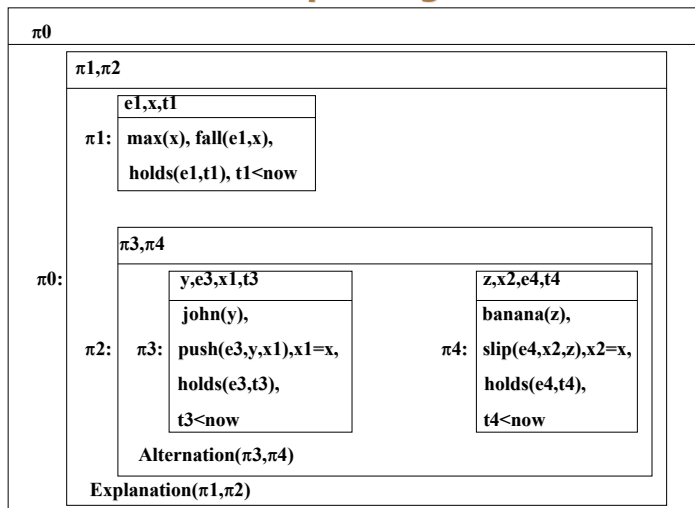 π0
π1,π2
e1,x,t1
π1: max(x), fall(e1,x),
holds(e1,t1), t1<now
π3,π4
π0:
y,e3,x1,t3
z,x2,e4,t4
john(y),
banana(z),
π2: π3: push(e3,y,x1),x1=x,
π4: slip(e4,x2,z),x2=x,
holds(e3,t3),
holds(e4,t4),
t3<now
t4<now
Alternation(π3,π4)
Explanation(π1,π2)